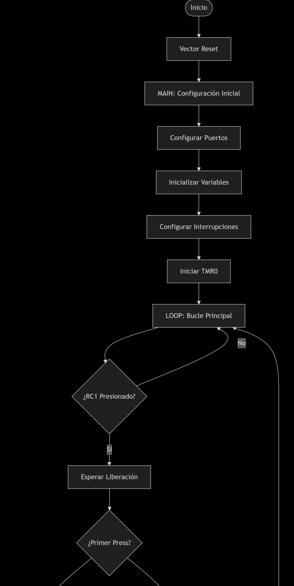 Inicio
Vector Reset
MAIN: Configuración Inicial
Configurar Puertos
Inicializar Variables
Configurar Interrupciones
Iniciar TMR0
LOOP: Bucle Principal
No
¿RC1 Presionado?
Sí
Esperar Liberación
¿Primer Press?